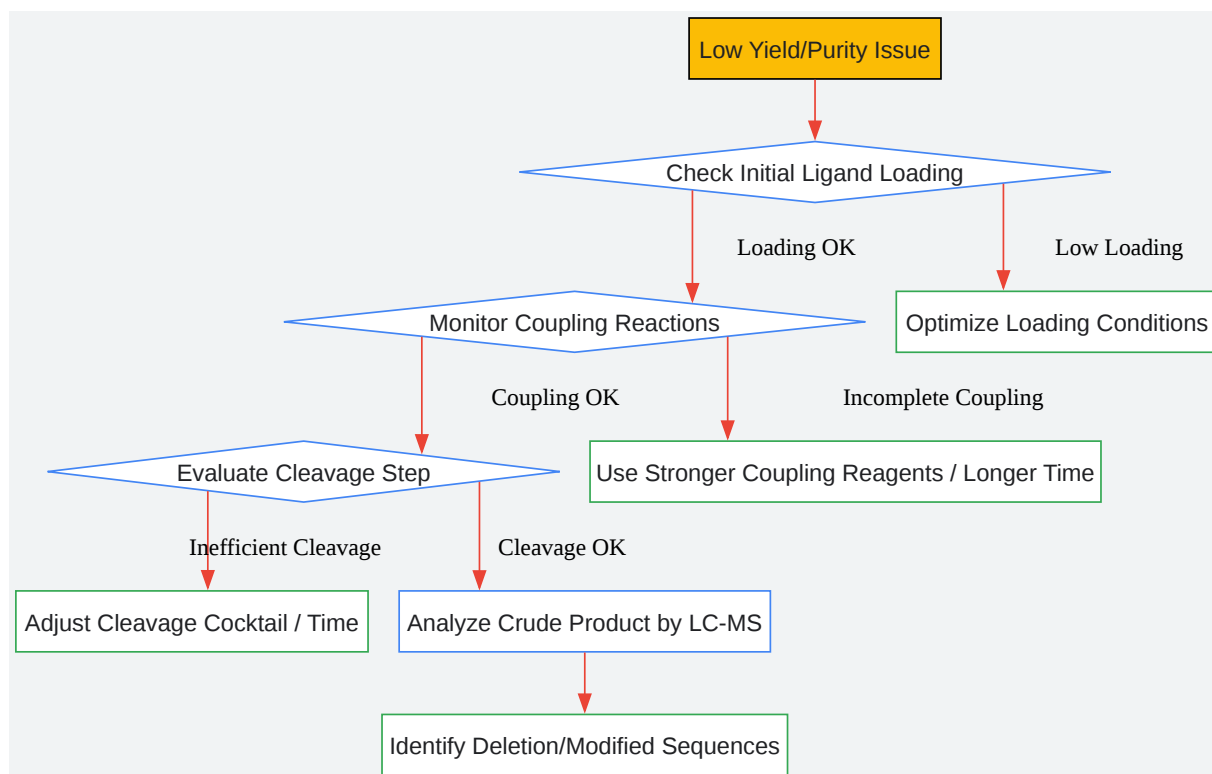 Low Yield/Purity Issue
Check Initial Ligand Loading
Loading OK
Low Loading
Monitor Coupling Reactions
Optimize Loading Conditions
Coupling OK
Incomplete Coupling
Evaluate Cleavage Step
Use Stronger Coupling Reagents / Longer Time
Inefficient Cleavage
Cleavage OK
Adjust Cleavage Cocktail / Time
Analyze Crude Product by LC-MS
Identify Deletion/Modified Sequences